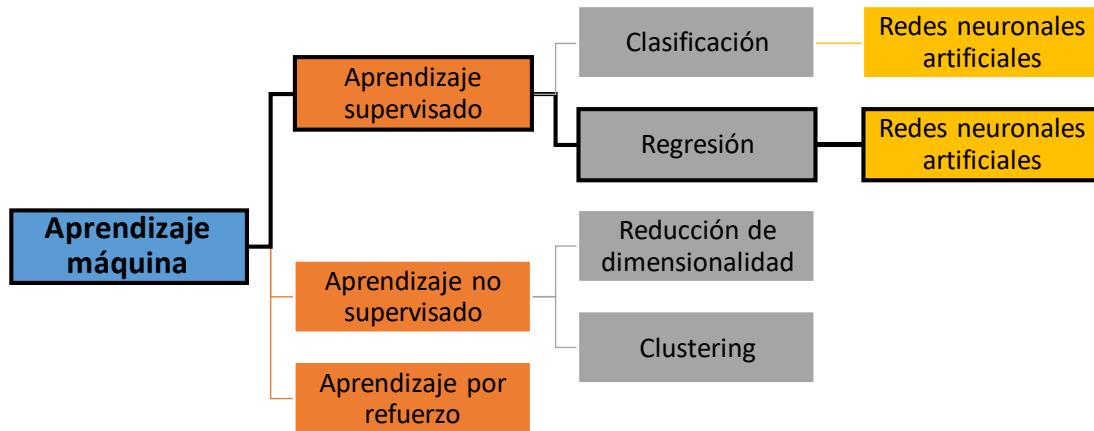 Aprendizaje
máquina
Aprendizaje
supervisado
Clasificación
Redes neuronales
artificiales
Regresión
Redes neuronales
artificiales
Aprendizaje no
supervisado
Reducción de
dimensionalidad
Clustering
Aprendizaje por
refuerzo